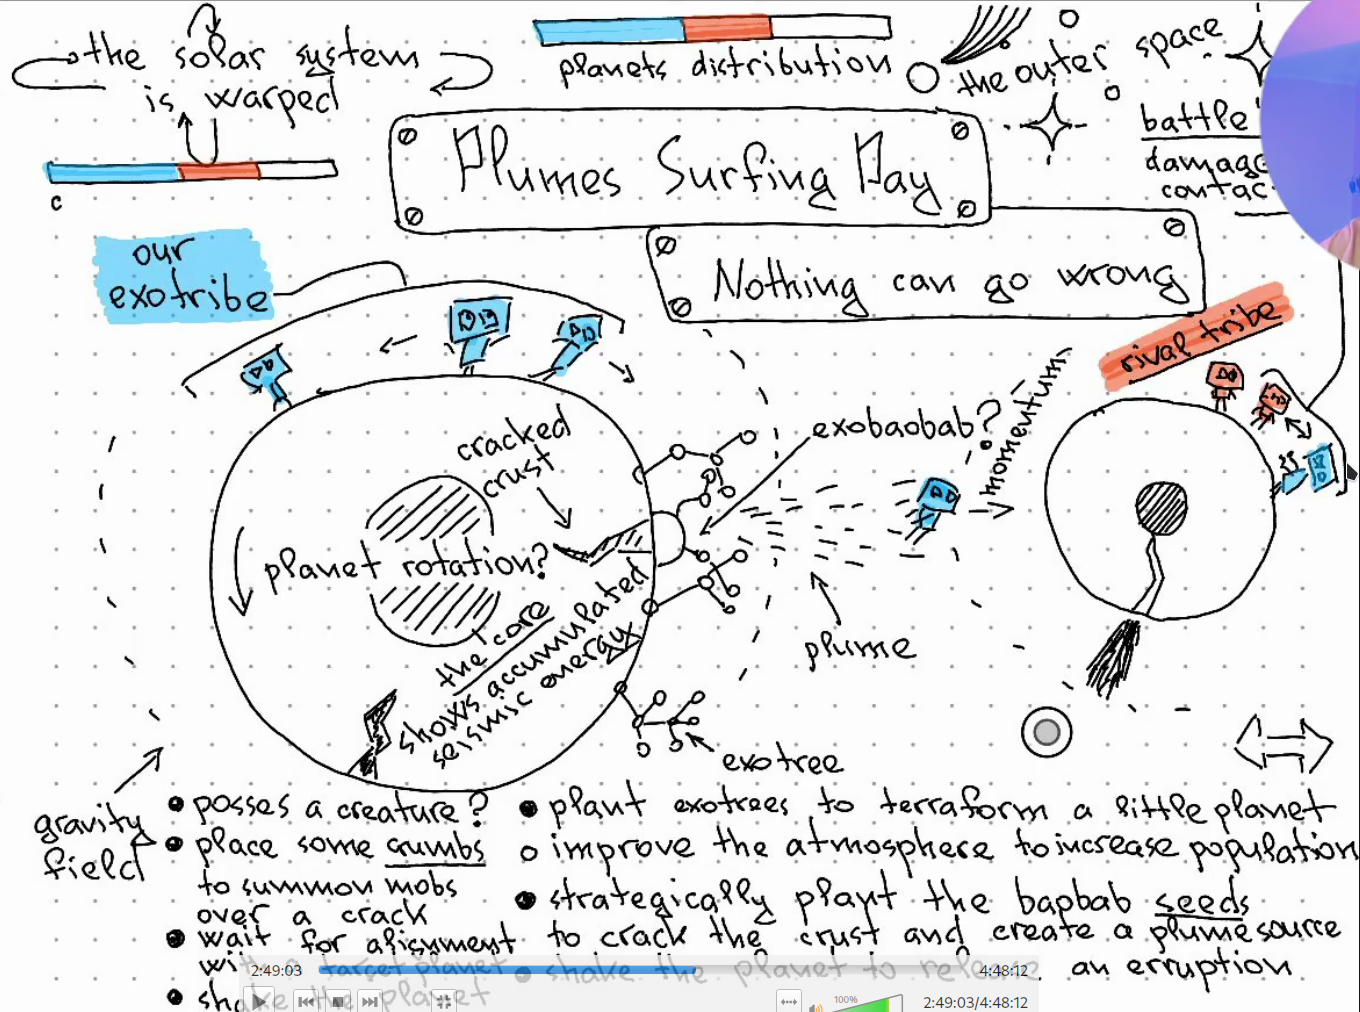 the solar system
is warped
planets distribution
the outer space
battle
damage
contac
Plumes Surfing Day
Nothing can go wrong
c
our
exotribe
rival tribe
cracked
crust
exobaobab?
momentum
planet rotation?
the core
shows accumulated
seismic energy
plume
exotree
gravity
field
posses a creature?
place some crumbs
to summon mobs
over a crack
wait for alignment
with the target planet
shake the planet
plant exotrees to terraform a little planet
improve the atmosphere to increase population
strategically plant the bapbab seeds
to crack the crust and create a plume source
shake the planet to release an erruption
2:49:03
4:48:12
100%
2:49:03/4:48:12